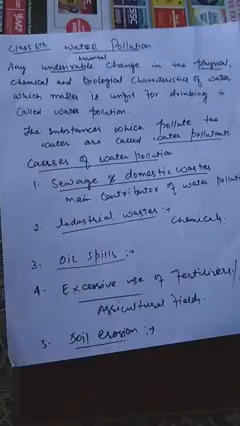 Class 6th Water Pollution
Any undesirable change in the physical,
chemical and biological characteristics of water
which makes it unfit for drinking is
called water pollution.
The substances which pollute the
water are called water pollutants
Causes of water pollution
1. Sewage & domestic wastes
main contributor of water pollution
2. Industrial wastes :→
Chemicals.
3. Oil spills :→
4. Excessive use of Fertilisers/
Agricultural fields.
5. Soil erosion :→